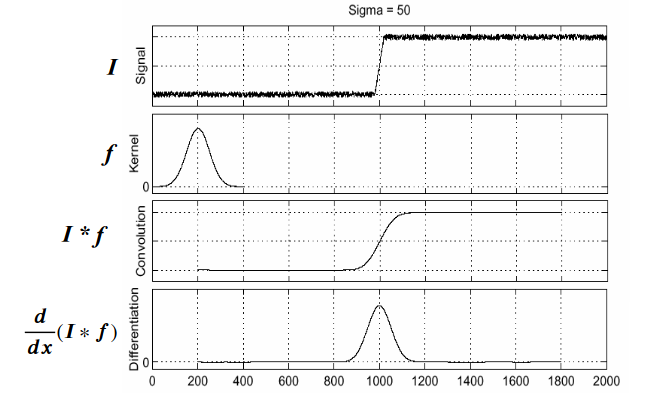 Sigma = 50
I
Signal
f
Kernel
0
I * f
Convolution
d/dx (I * f)
Differentiation
0
0 200 400 600 800 1000 1200 1400 1600 1800 2000